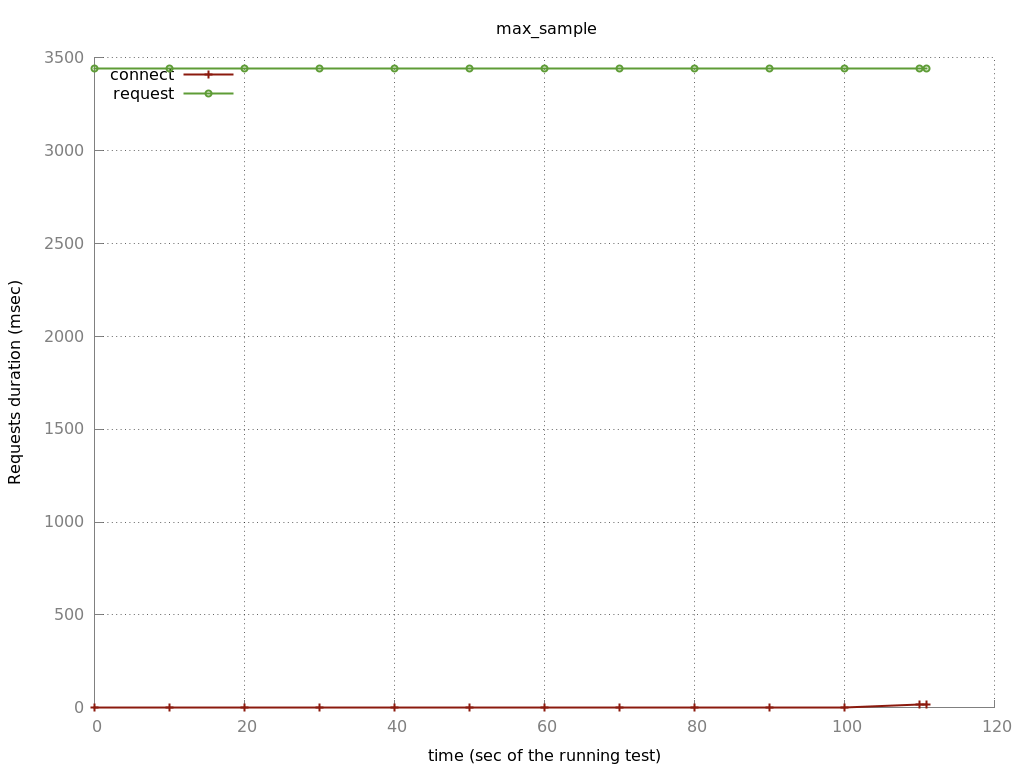 max_sample
3500
3000
2500
2000
1500
1000
500
0
connect
request
Requests duration (msec)
0 20 40 60 80 100 120
time (sec of the running test)